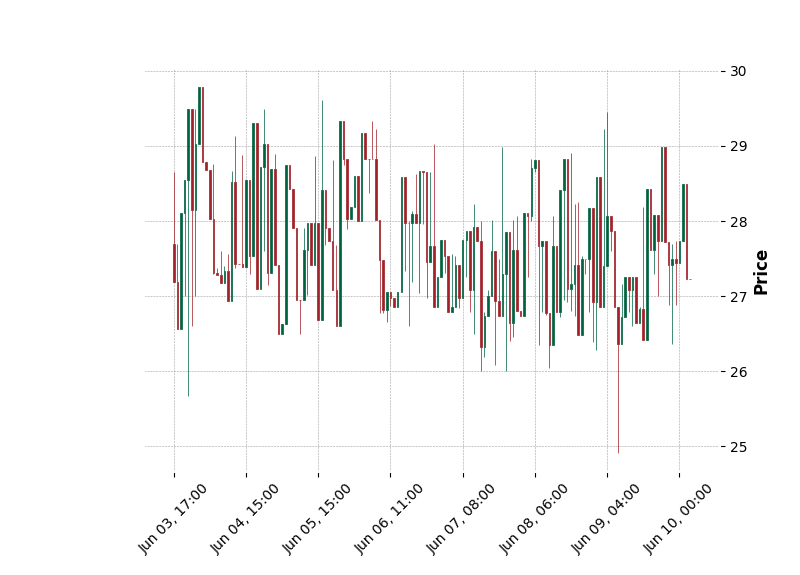 30
29
28
27
26
25
Price
Jun 03, 17:00
Jun 04, 15:00
Jun 05, 15:00
Jun 06, 11:00
Jun 07, 08:00
Jun 08, 06:00
Jun 09, 04:00
Jun 10, 00:00